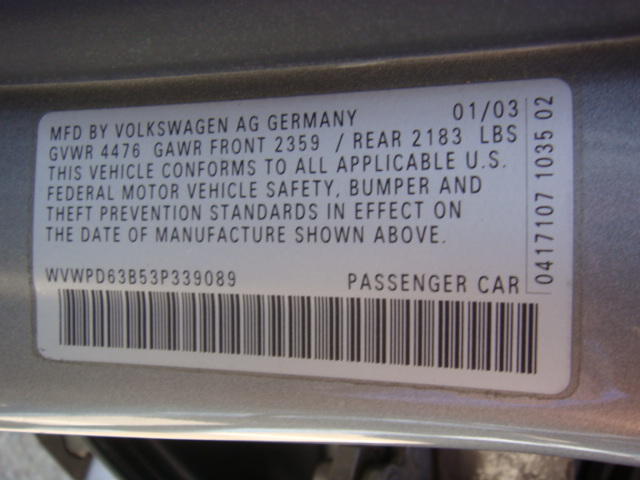 MFD BY VOLKSWAGEN AG GERMANY 01/03
GVWR 4476 GAWR FRONT 2359 / REAR 2183 LBS
THIS VEHICLE CONFORMS TO ALL APPLICABLE U.S.
FEDERAL MOTOR VEHICLE SAFETY, BUMPER AND
THEFT PREVENTION STANDARDS IN EFFECT ON
THE DATE OF MANUFACTURE SHOWN ABOVE.
WVWPD63B53P339089 PASSENGER CAR
0417107 1035 02